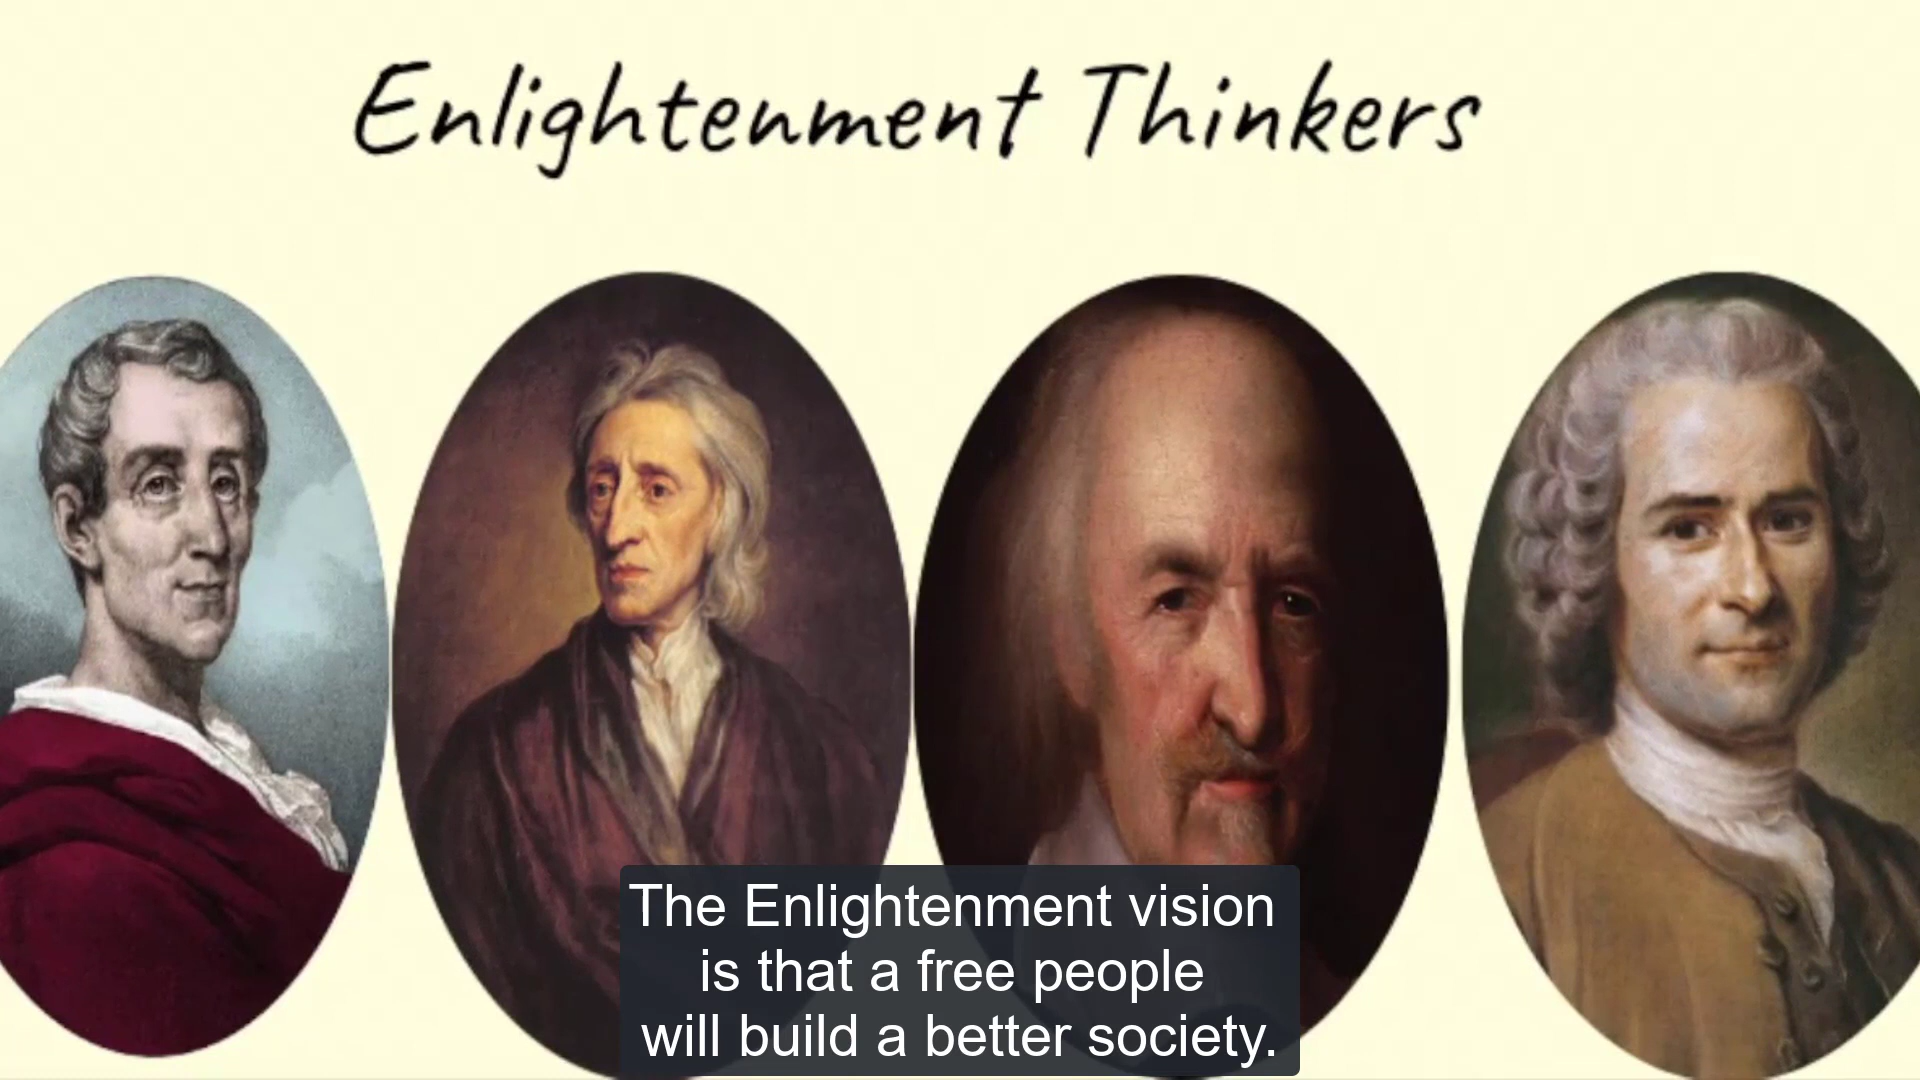 Enlightenment Thinkers
The Enlightenment vision
is that a free people
will build a better society.